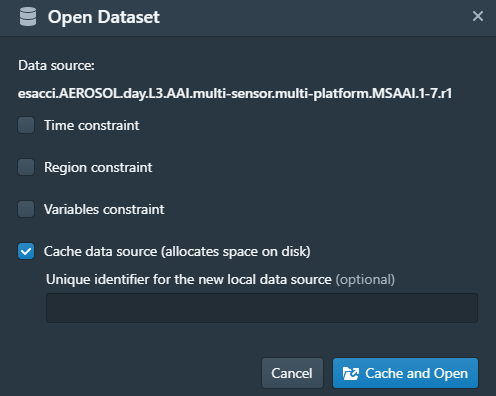 Open Dataset
Data source:
esacci.AEROSOL.day.L3.AAI.multi-sensor.multi-platform.MSAAI.1-7.r1
Time constraint
Region constraint
Variables constraint
Cache data source (allocates space on disk)
Unique identifier for the new local data source (optional)
Cancel
Cache and Open